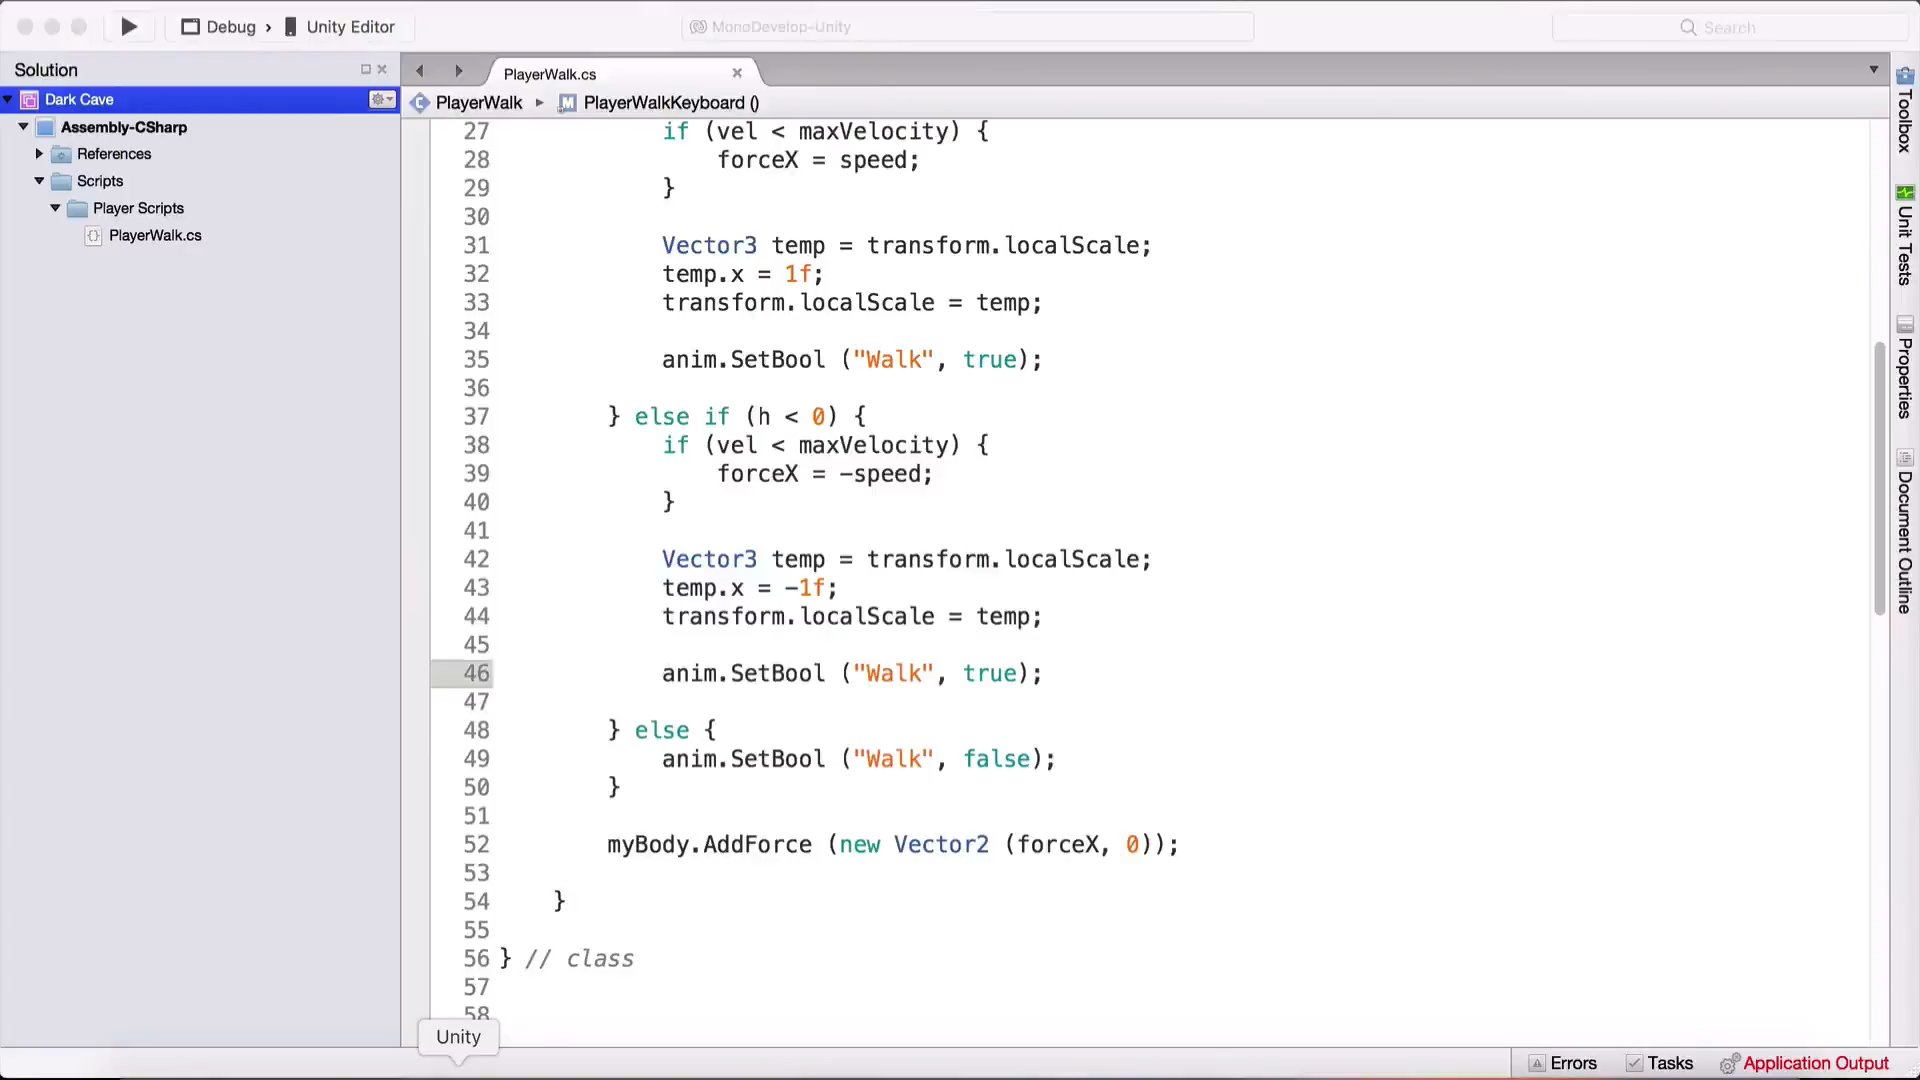 Debug › Unity Editor
MonoDevelop-Unity
Search
Solution
Dark Cave
Assembly-CSharp
References
Scripts
Player Scripts
PlayerWalk.cs
PlayerWalk.cs
PlayerWalk ▸ PlayerWalkKeyboard ()
27 if (vel < maxVelocity) {
28 forceX = speed;
29 }
30
31 Vector3 temp = transform.localScale;
32 temp.x = 1f;
33 transform.localScale = temp;
34
35 anim.SetBool ("Walk", true);
36
37 } else if (h < 0) {
38 if (vel < maxVelocity) {
39 forceX = -speed;
40 }
41
42 Vector3 temp = transform.localScale;
43 temp.x = -1f;
44 transform.localScale = temp;
45
46 anim.SetBool ("Walk", true);
47
48 } else {
49 anim.SetBool ("Walk", false);
50 }
51
52 myBody.AddForce (new Vector2 (forceX, 0));
53
54 }
55
56 } // class
57
58
Unity
Toolbox
Unit Tests
Properties
Document Outline
Errors
Tasks
Application Output